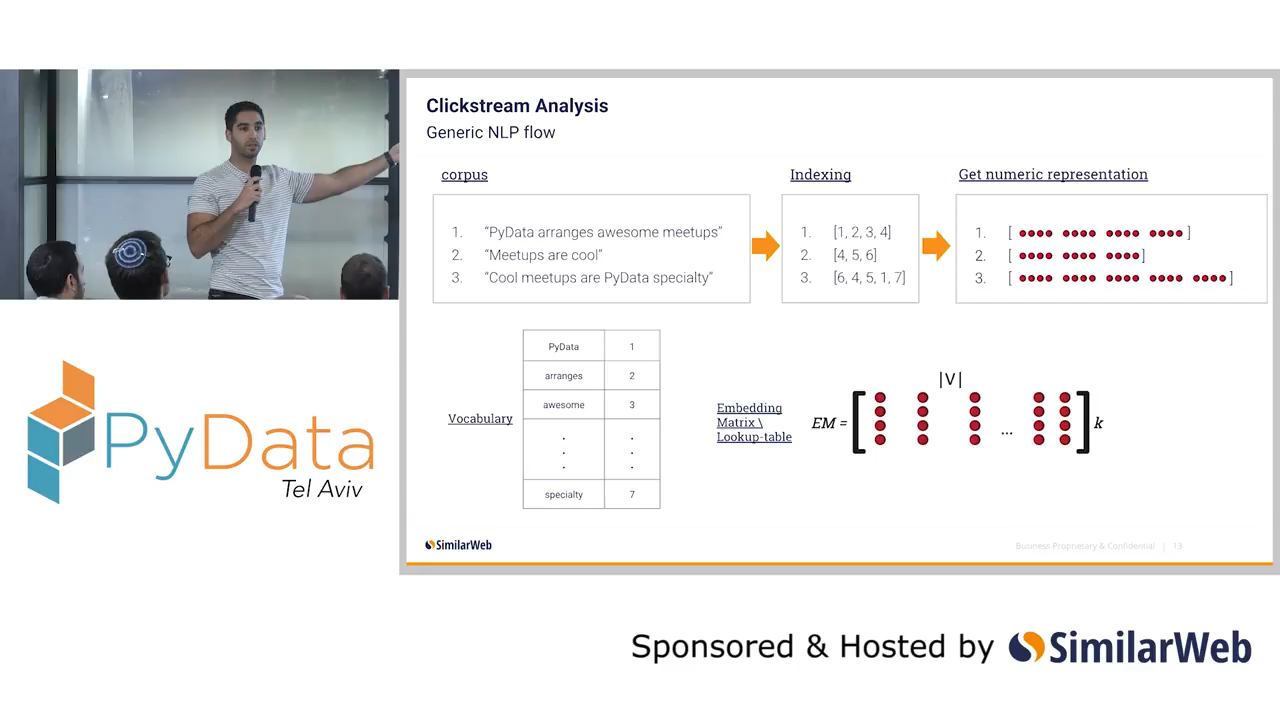 Clickstream Analysis
Generic NLP flow
corpus
Indexing
Get numeric representation
1. “PyData arranges awesome meetups”
2. “Meetups are cool”
3. “Cool meetups are PyData specialty”
1. [1, 2, 3, 4]
2. [4, 5, 6]
3. [6, 4, 5, 1, 7]
1. [ ]
2. [ ]
3. [ ]
Vocabulary
PyData 1
arranges 2
awesome 3
. .
. .
. .
specialty 7
Embedding
Matrix \
Lookup-table
|V|
EM = [ ... ] k
SimilarWeb
Business Proprietary & Confidential | 13
PyData
Tel Aviv
Sponsored & Hosted by SimilarWeb